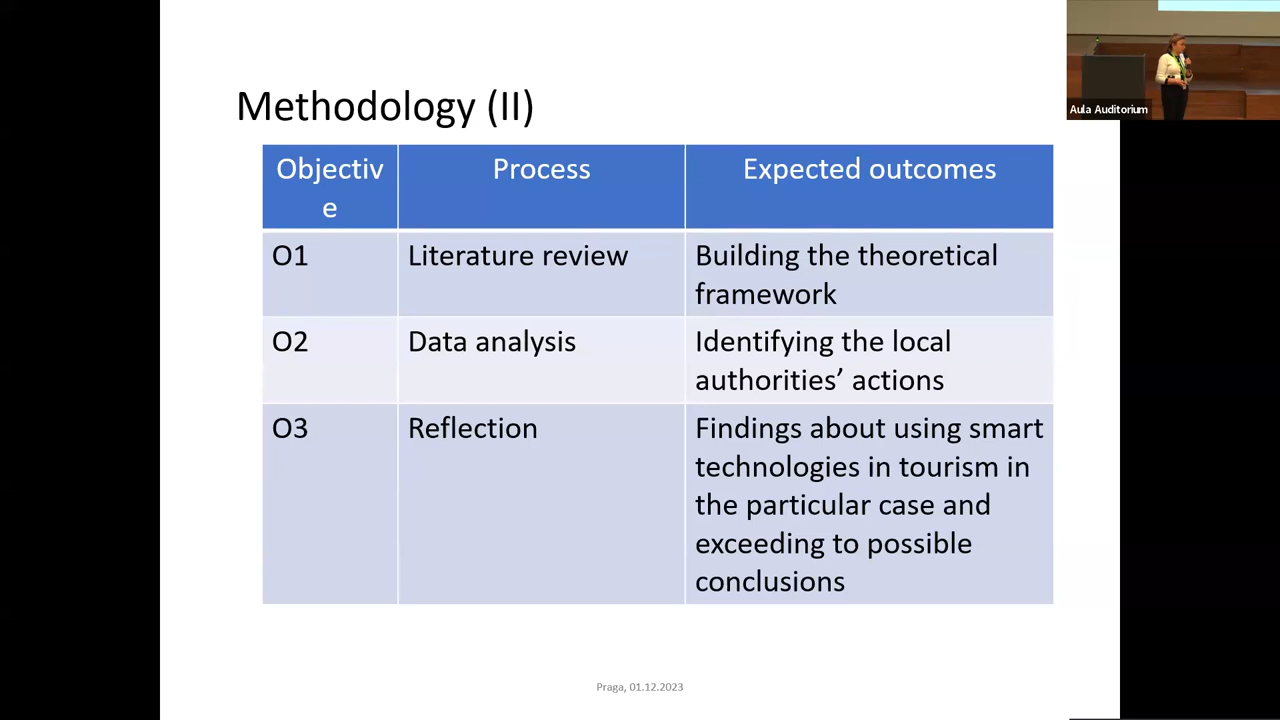 Methodology (II)
Objectiv
e
Process
Expected outcomes
O1
Literature review
Building the theoretical
framework
O2
Data analysis
Identifying the local
authorities’ actions
O3
Reflection
Findings about using smart
technologies in tourism in
the particular case and
exceeding to possible
conclusions
Praga, 01.12.2023
Aula Auditorium